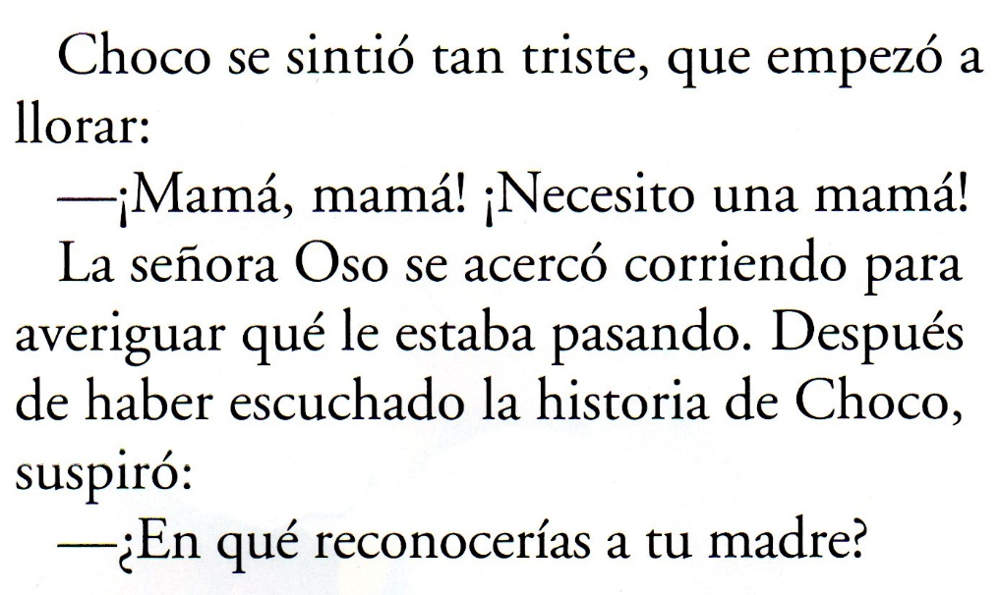 Choco se sintió tan triste, que empezó a
llorar:
—¡Mamá, mamá! ¡Necesito una mamá!
La señora Oso se acercó corriendo para
averiguar qué le estaba pasando. Después
de haber escuchado la historia de Choco,
suspiró:
—¿En qué reconocerías a tu madre?